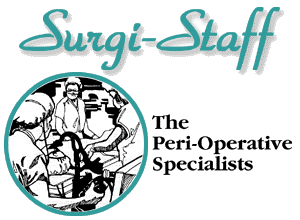 Surgi-Staff
The
Peri-Operative
Specialists